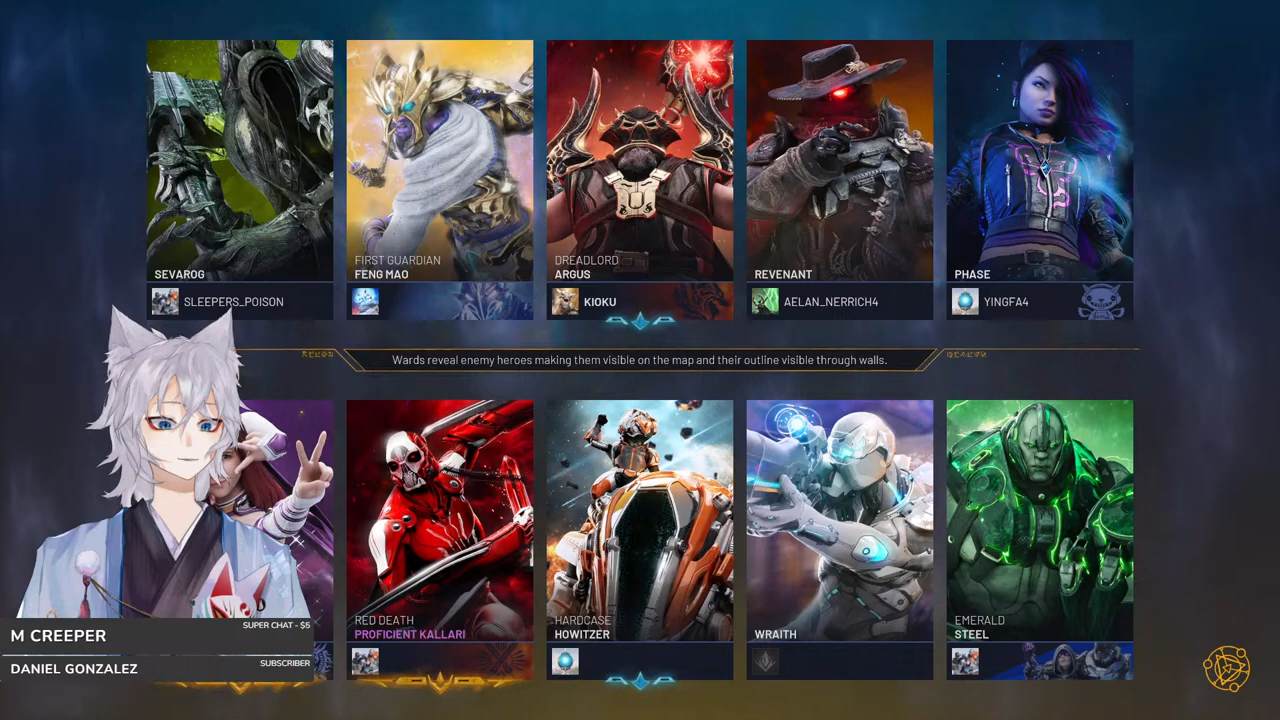 SEVAROG
SLEEPERS_POISON
FIRST GUARDIAN
FENG MAO
DREADLORD
ARGUS
KIOKU
REVENANT
AELAN_NERRICH4
PHASE
YINGFA4
Wards reveal enemy heroes making them visible on the map and their outline visible through walls.
RED DEATH
PROFICIENT KALLARI
HARDCASE
HOWITZER
WRAITH
EMERALD
STEEL
M CREEPER
SUPER CHAT - $5
DANIEL GONZALEZ
SUBSCRIBER